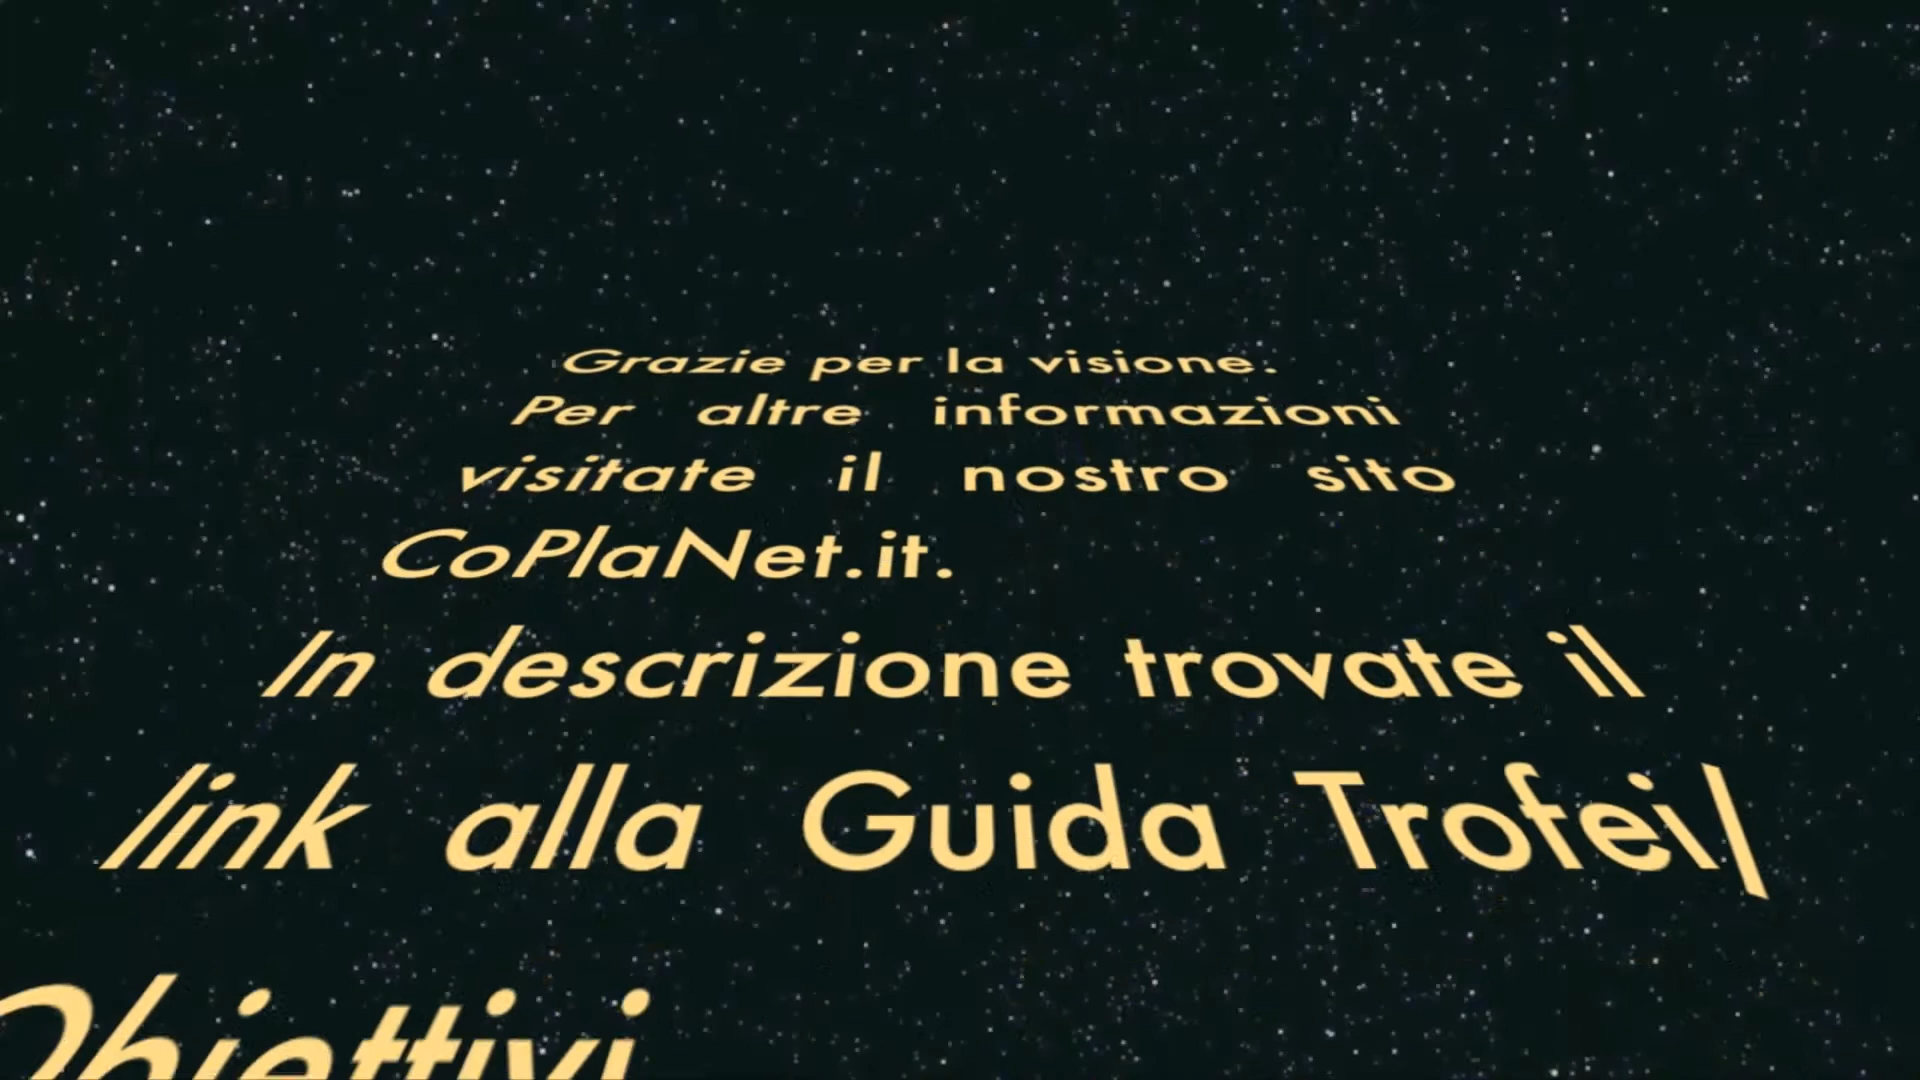 Grazie per la visione.
Per altre informazioni
visitate il nostro sito
CoPlaNet.it.
In descrizione trovate il
link alla Guida Trofei/
Obiettivi